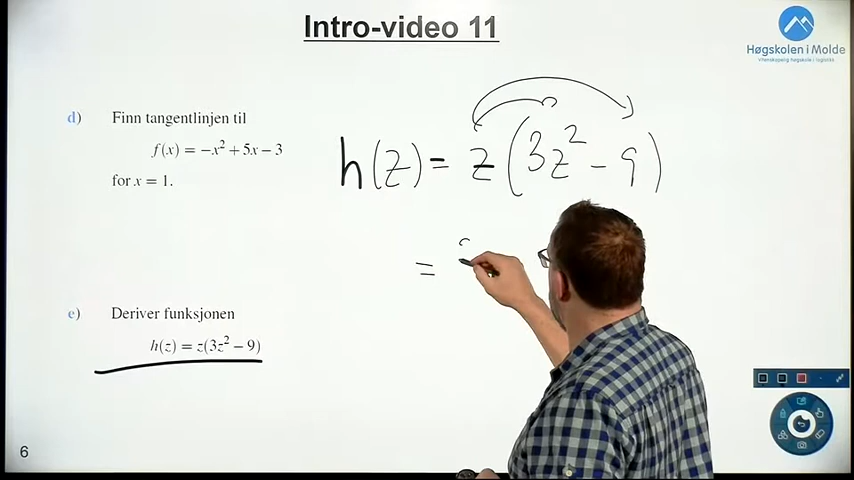 Intro-video 11
Høgskolen i Molde
Vitenskapelig høgskole i logistikk
d) Finn tangentlinjen til
f(x) = −x² + 5x − 3
for x = 1.
h(z) = z(3z² − 9)
=
e) Deriver funksjonen
h(z) = z(3z² − 9)
6